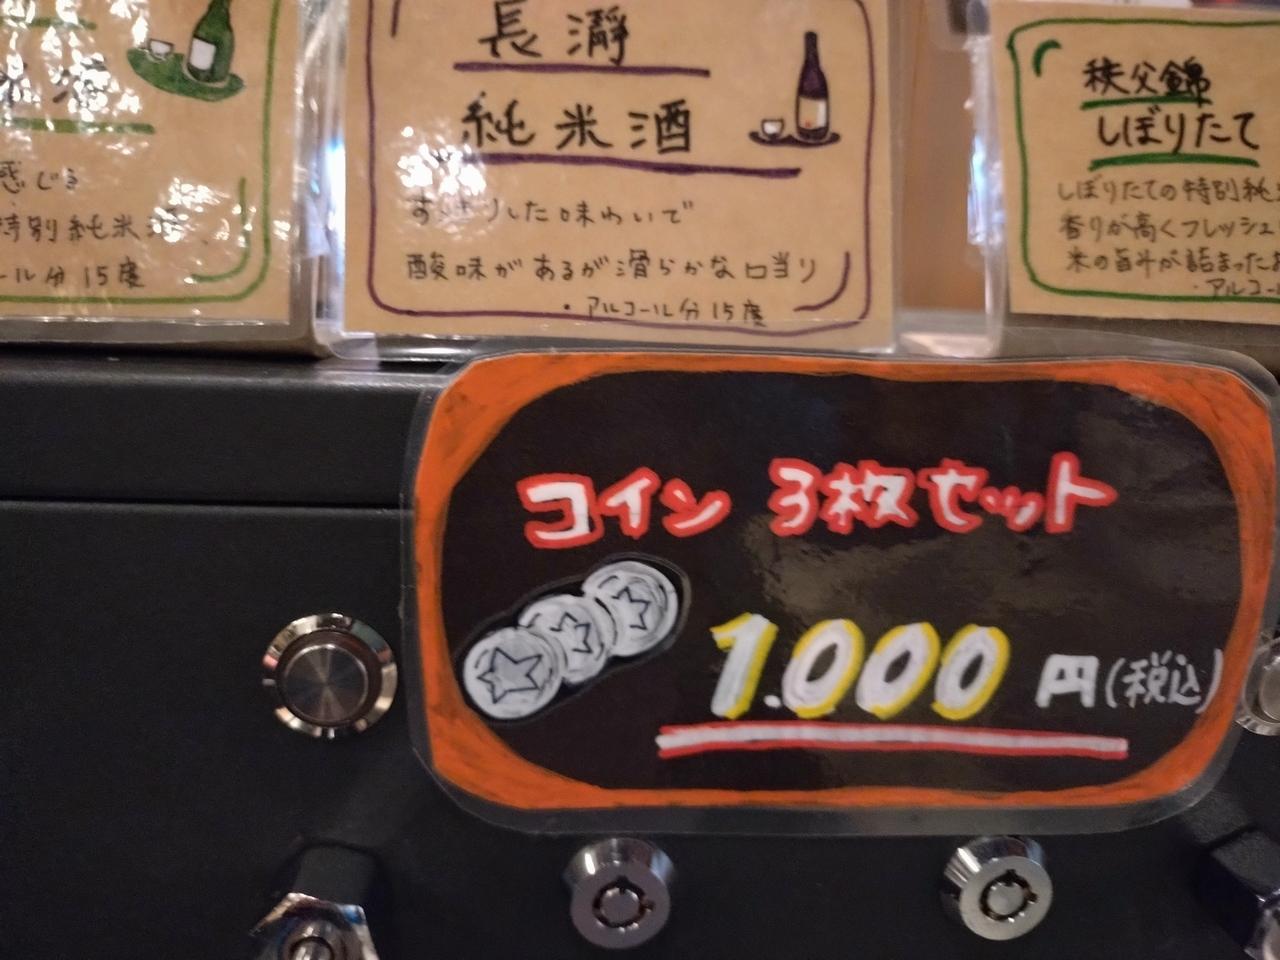 長瀞
純米酒
すっきりした味わいで
酸味があるが滑らかな口当り
・アルコール分15度
感じる
特別純米酒
ール分15度
秩父錦
しぼりたて
しぼりたての特別純
香りが高くフレッシュ
米の旨みが詰まったお
・アルコール
コイン 3枚セット
1.000円(税込)